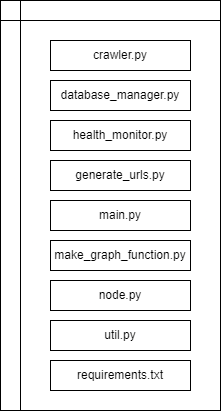 crawler.py
database_manager.py
health_monitor.py
generate_urls.py
main.py
make_graph_function.py
node.py
util.py
requirements.txt